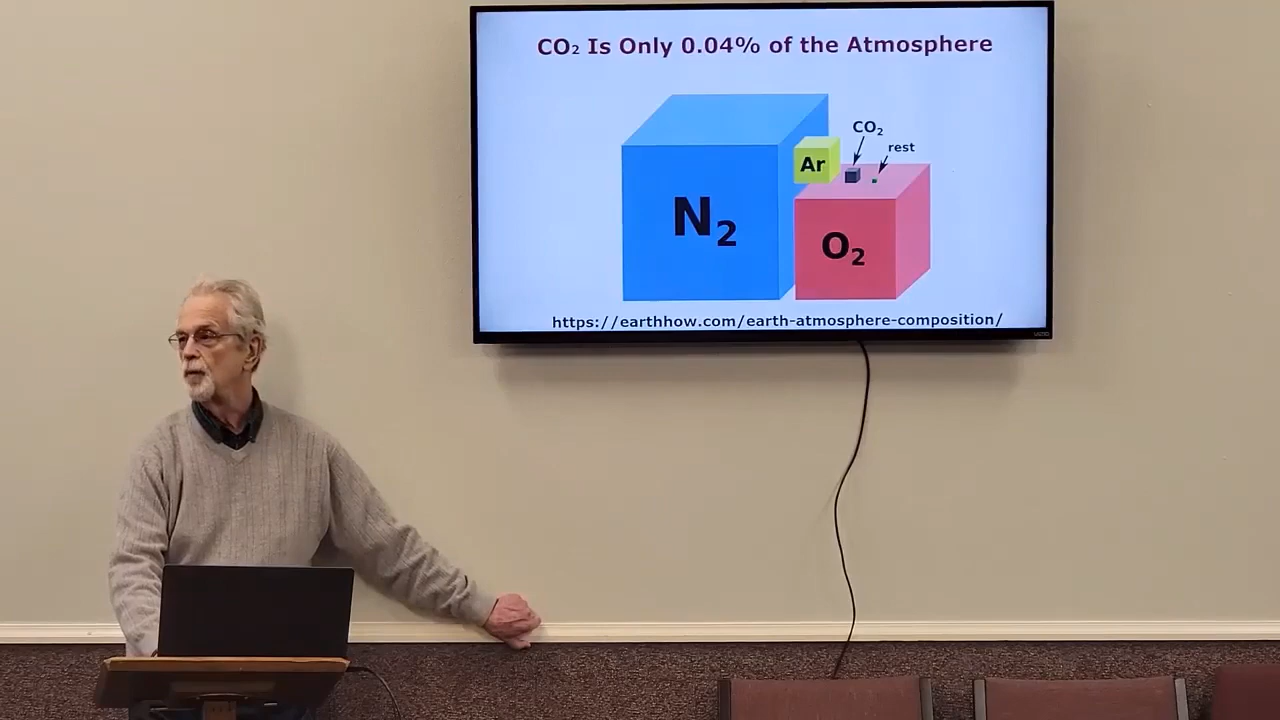 CO₂ Is Only 0.04% of the Atmosphere
CO₂
rest
Ar
N₂
O₂
https://earthhow.com/earth-atmosphere-composition/
VIZIO